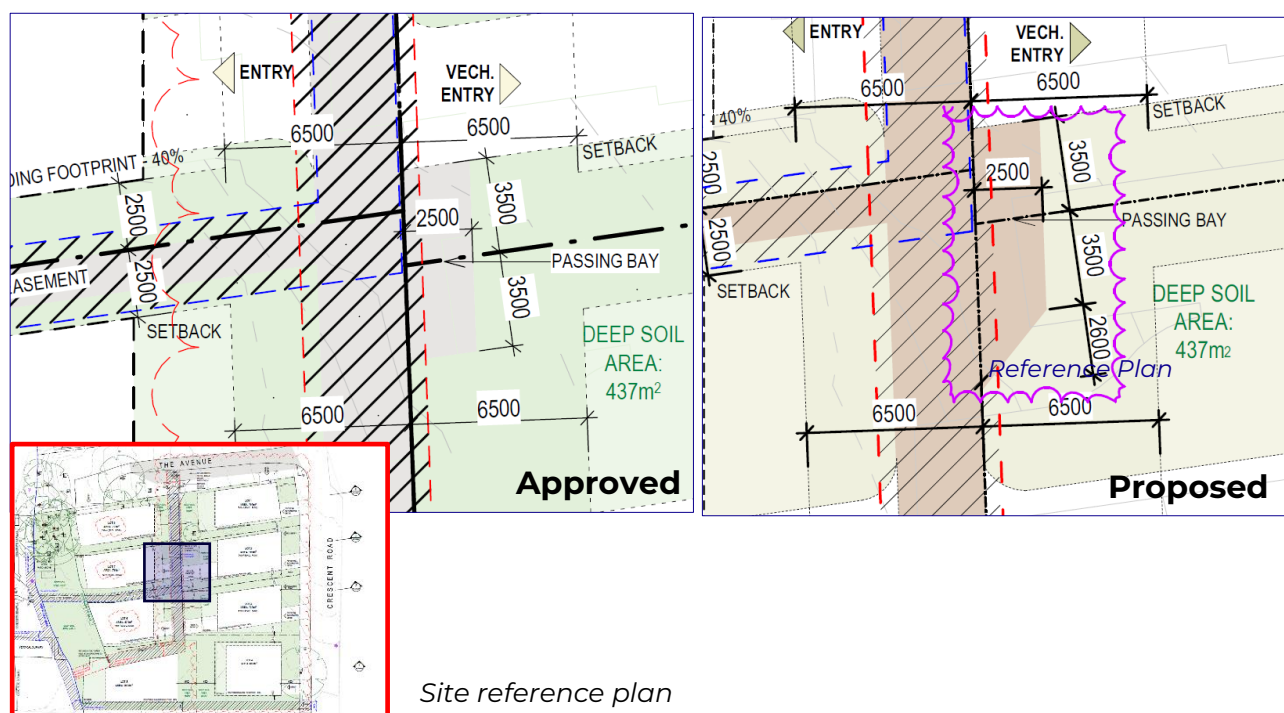 ENTRY
VECH.
ENTRY
6500
6500
SETBACK
DING FOOTPRINT - 40%
2500
2500
3500
2500
PASSING BAY
3500
ASEMENT
SETBACK
DEEP SOIL
AREA:
437m²
6500
6500
Approved
ENTRY
VECH.
ENTRY
6500
6500
- 40%
SETBACK
2500
2500
2500
3500
PASSING BAY
3500
SETBACK
2600
DEEP SOIL
AREA:
437m2
Reference Plan
6500
6500
Proposed
THE AVENUE
CRESCENT ROAD
Site reference plan